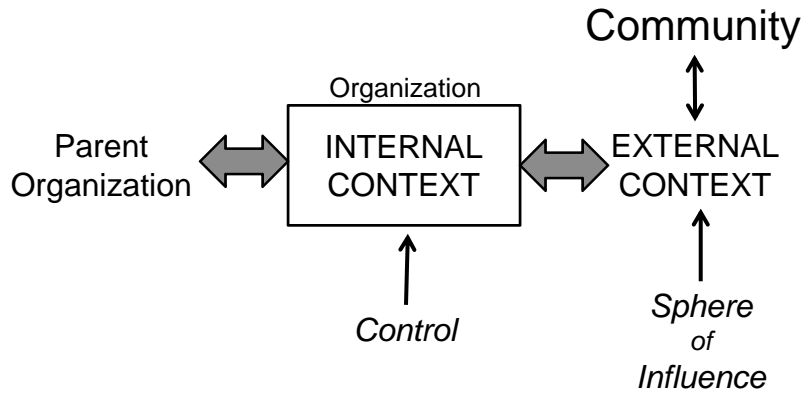 Community
Organization
Parent
Organization
INTERNAL
CONTEXT
EXTERNAL
CONTEXT
Control
Sphere
of
Influence